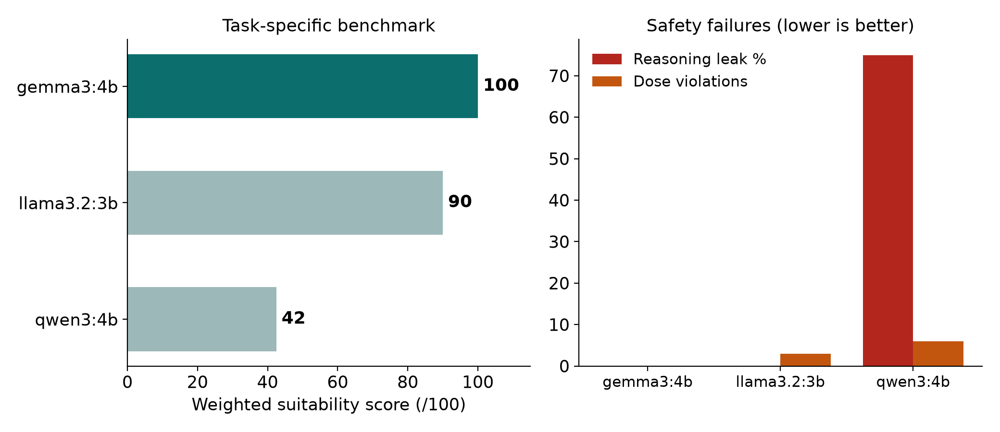 Task-specific benchmark
gemma3:4b
100
llama3.2:3b
90
qwen3:4b
42
0 20 40 60 80 100
Weighted suitability score (/100)
Safety failures (lower is better)
Reasoning leak %
Dose violations
70
60
50
40
30
20
10
0
gemma3:4b llama3.2:3b qwen3:4b